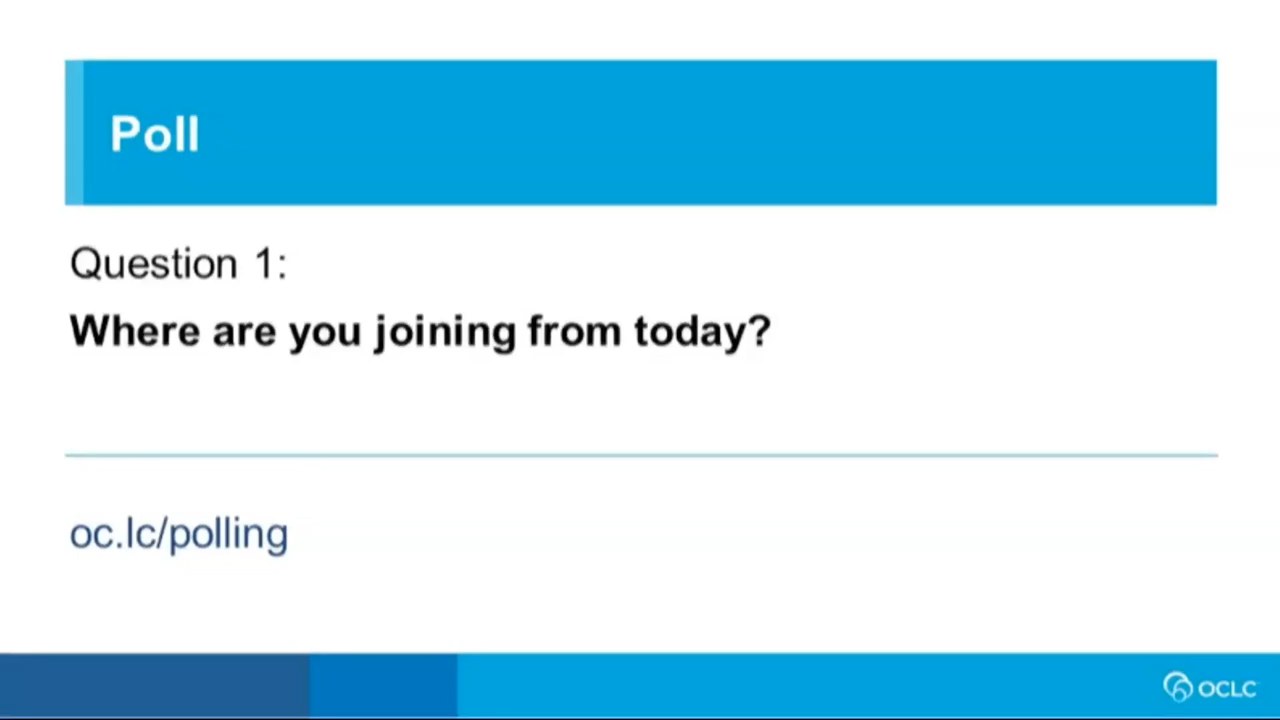 Poll
Question 1:
Where are you joining from today?
oc.lc/polling
OCLC